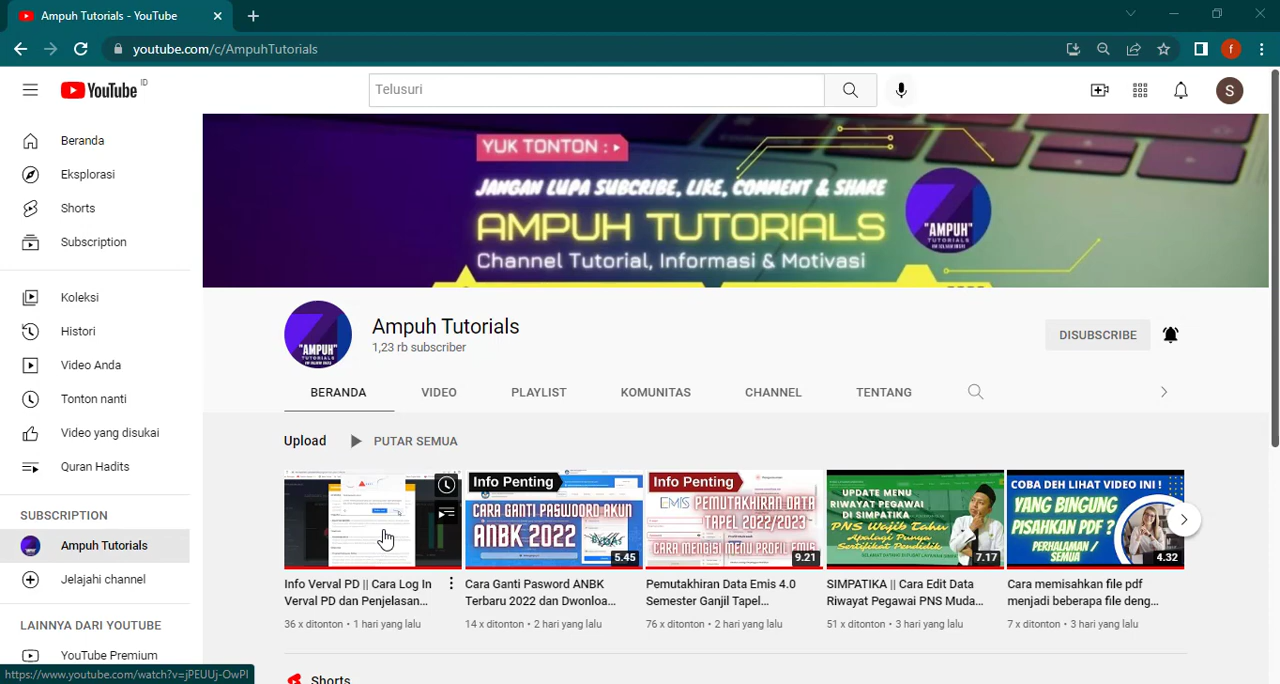 Ampuh Tutorials - YouTube
youtube.com/c/AmpuhTutorials
f
YouTube ID
Telusuri
S
Beranda
Eksplorasi
Shorts
Subscription
Koleksi
Histori
Video Anda
Tonton nanti
Video yang disukai
Quran Hadits
SUBSCRIPTION
Ampuh Tutorials
Jelajahi channel
LAINNYA DARI YOUTUBE
YouTube Premium
https://www.youtube.com/watch?v=jPEUUj-OwPI
YUK TONTON :
JANGAN LUPA SUBCRIBE, LIKE, COMMENT & SHARE
AMPUH TUTORIALS
Channel Tutorial, Informasi & Motivasi
"AMPUH"
TUTORIALS
"AMPUH"
TUTORIALS
Ampuh Tutorials
1,23 rb subscriber
DISUBSCRIBE
BERANDA
VIDEO
PLAYLIST
KOMUNITAS
CHANNEL
TENTANG
Upload
PUTAR SEMUA
Info Verval PD || Cara Log In
Verval PD dan Penjelasan...
36 x ditonton • 1 hari yang lalu
Info Penting
CARA GANTI PASWOORD AKUN
ANBK 2022
5.45
Cara Ganti Pasword ANBK
Terbaru 2022 dan Dwonloa...
14 x ditonton • 2 hari yang lalu
Info Penting
EMIS PEMUTAKHIRAN DATA
TAPEL 2022/2023
CARA MENGISI MENU PROFIL EMIS
9.21
Pemutakhiran Data Emis 4.0
Semester Ganjil Tapel...
76 x ditonton • 2 hari yang lalu
UPDATE MENU
RIWAYAT PEGAWAI
DI SIMPATIKA
PNS Wajib Tahu
Apalagi Punya
Sertifikat Pendidik
7.17
SIMPATIKA || Cara Edit Data
Riwayat Pegawai PNS Muda...
51 x ditonton • 3 hari yang lalu
COBA DEH LIHAT VIDEO INI !
YANG BINGUNG
PISAHKAN PDF ?
PERHALAMAN /
SEMUA
4.32
Cara memisahkan file pdf
menjadi beberapa file deng...
7 x ditonton • 3 hari yang lalu
Shorts